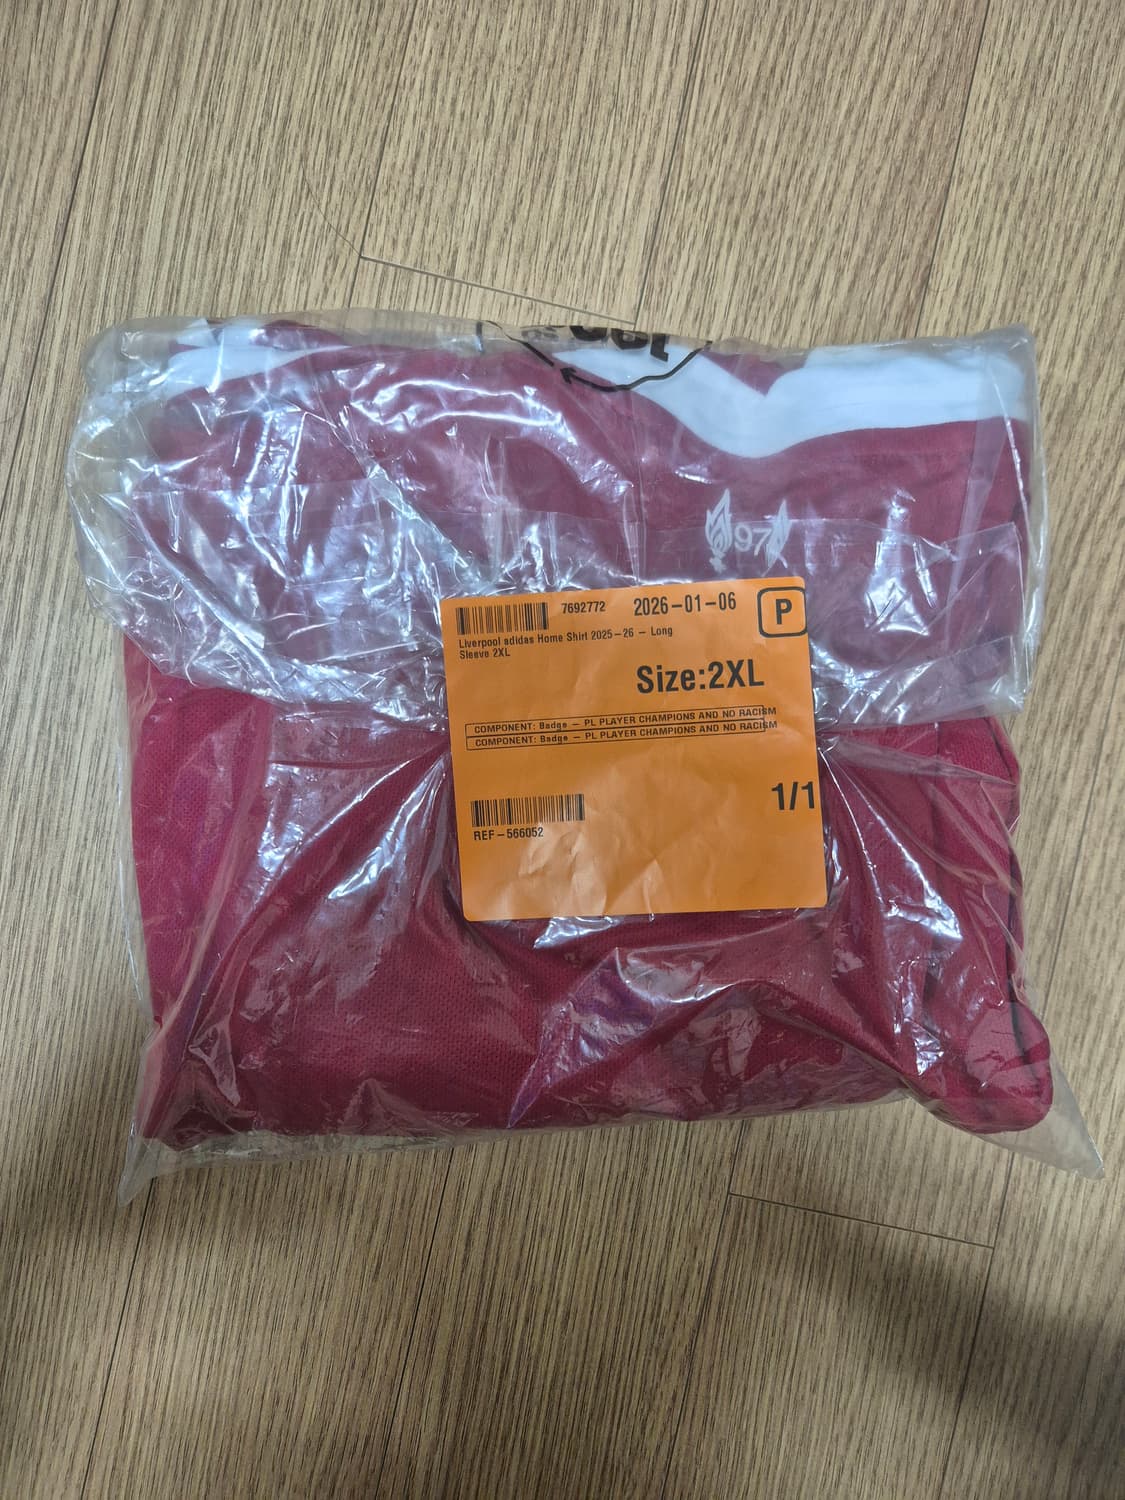 97
7692772 2026-01-06 P
Liverpool adidas Home Shirt 2025-26 - Long
Sleeve 2XL
Size:2XL
COMPONENT: Badge - PL PLAYER CHAMPIONS AND NO RACISM
COMPONENT: Badge - PL PLAYER CHAMPIONS AND NO RACISM
1/1
REF-566052